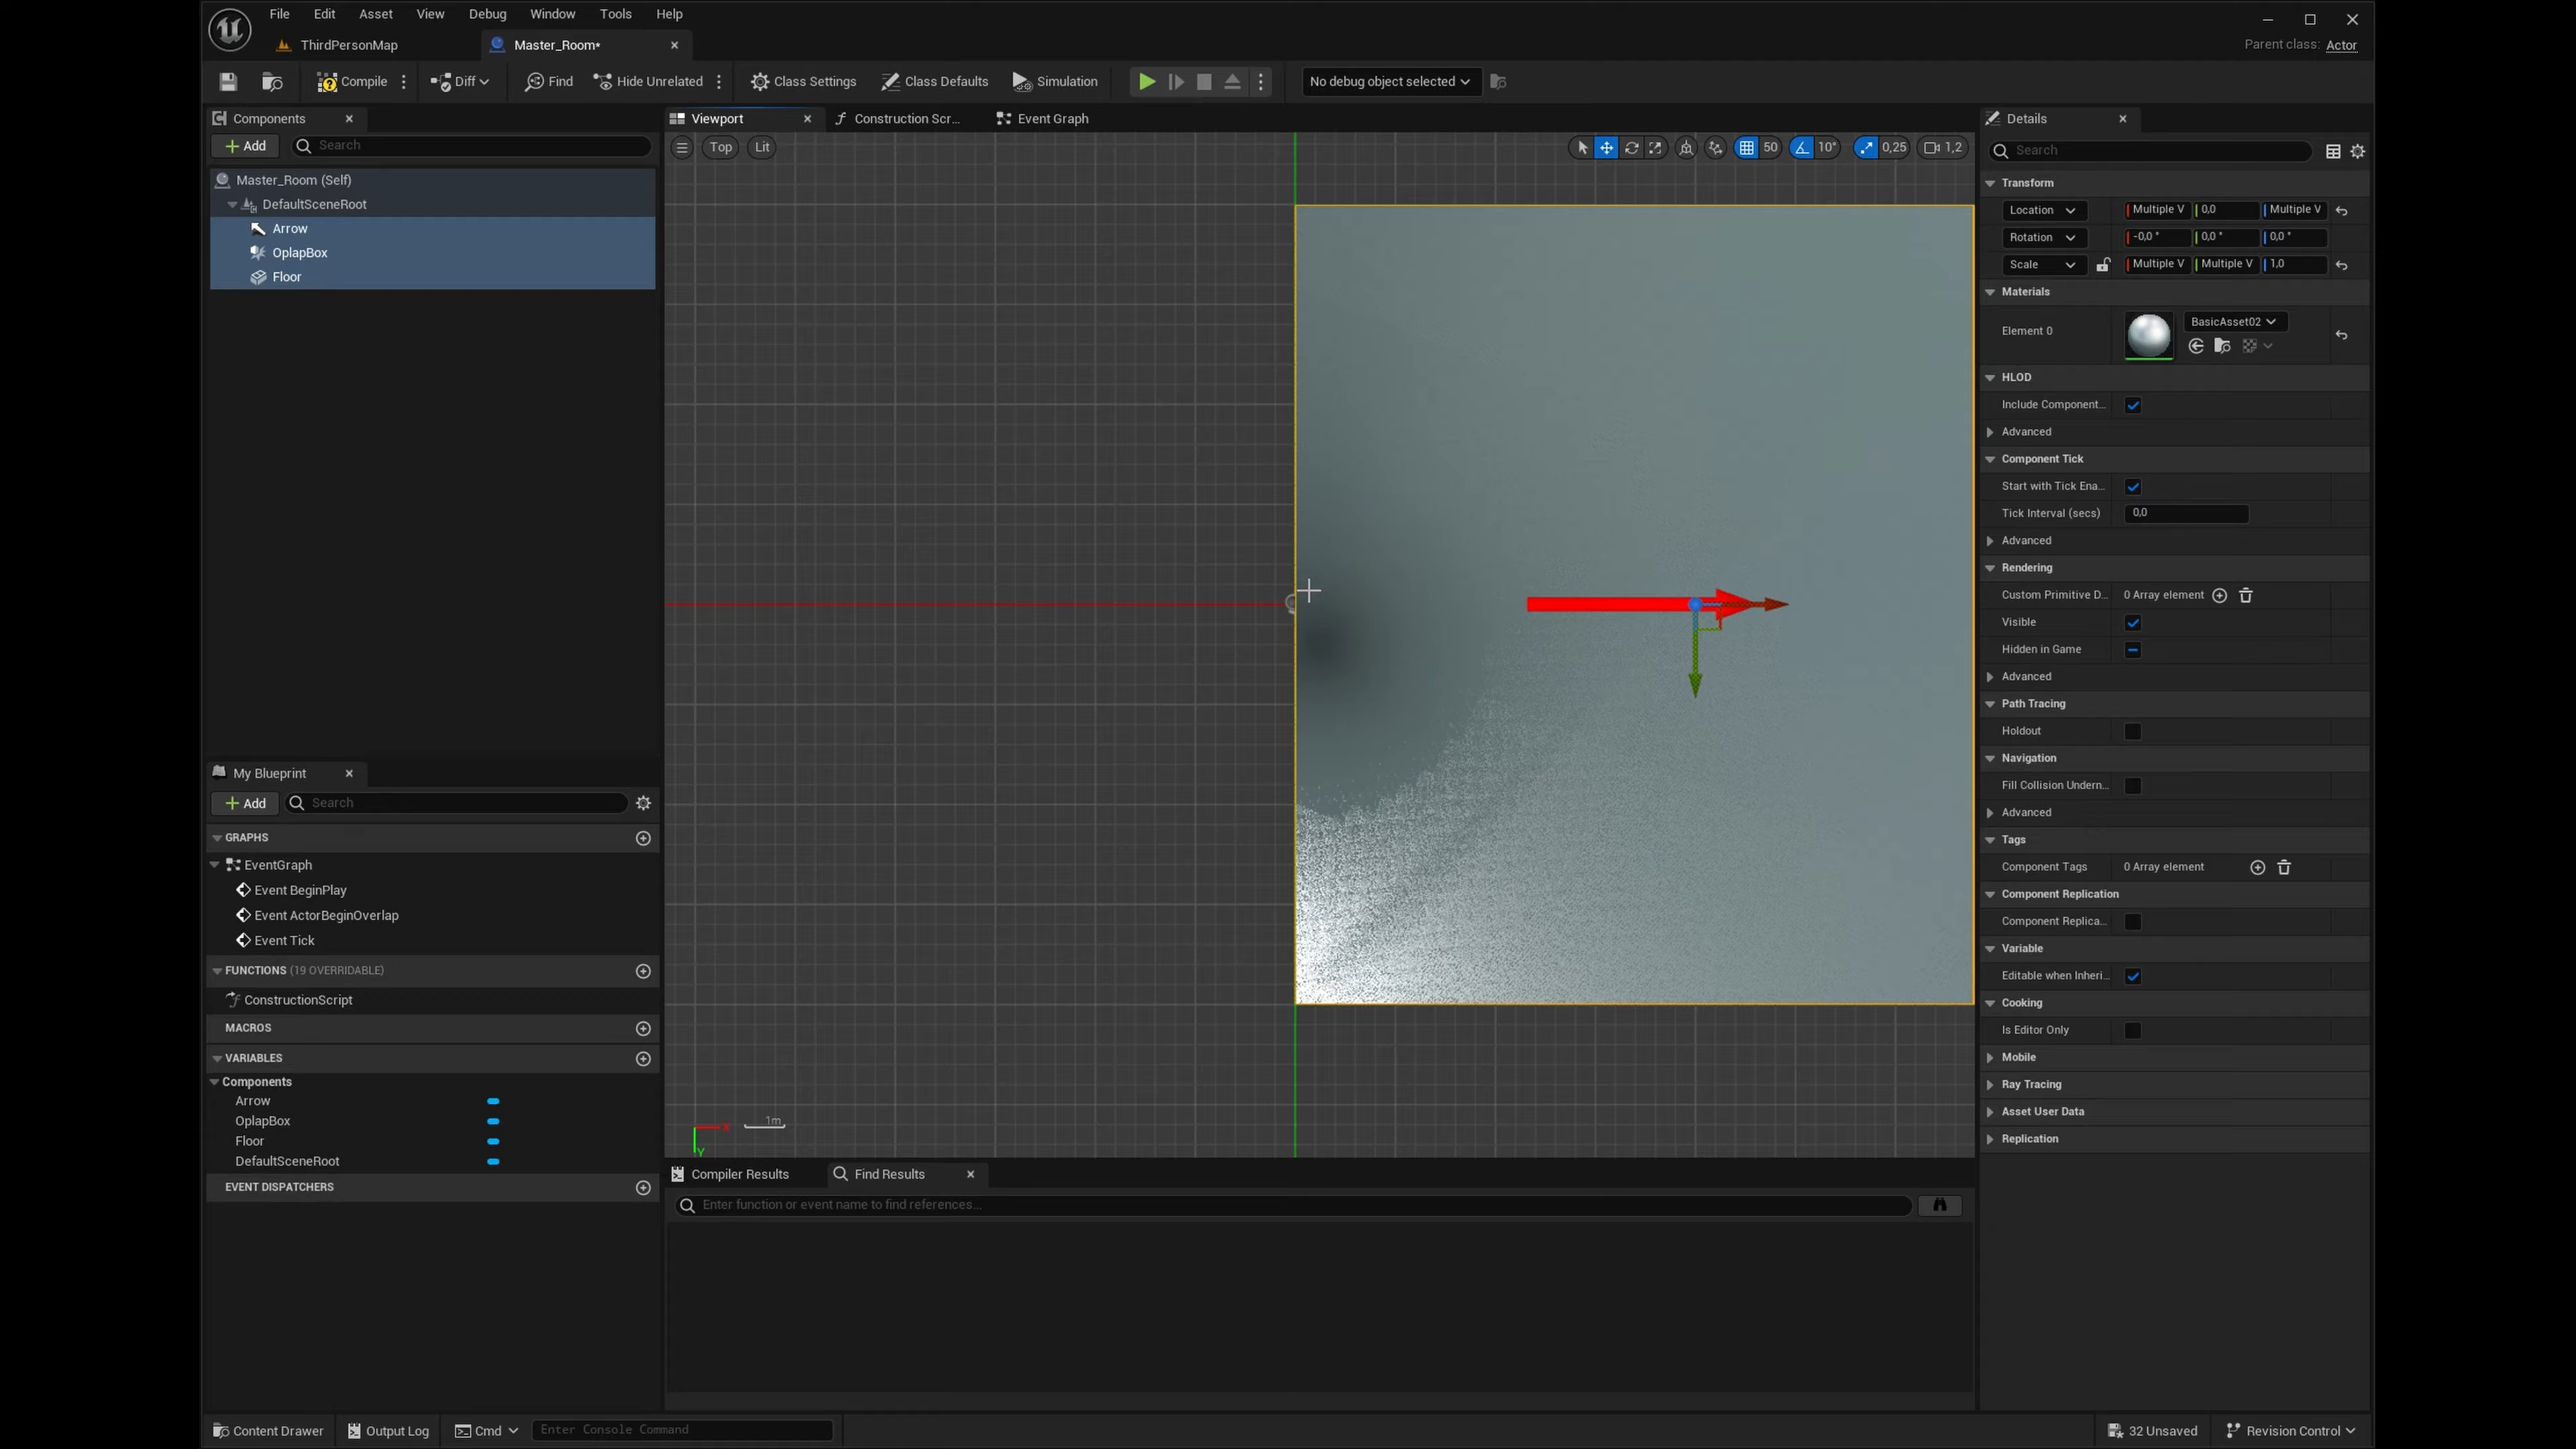 File Edit Asset View Debug Window Tools Help
ThirdPersonMap
Master_Room*
Parent class: Actor
Compile
Diff
Find
Hide Unrelated
Class Settings
Class Defaults
Simulation
No debug object selected
Components
Add
Search
Master_Room (Self)
DefaultSceneRoot
Arrow
OplapBox
Floor
My Blueprint
Add
Search
GRAPHS
EventGraph
Event BeginPlay
Event ActorBeginOverlap
Event Tick
FUNCTIONS (19 OVERRIDABLE)
ConstructionScript
MACROS
VARIABLES
Components
Arrow
OplapBox
Floor
DefaultSceneRoot
EVENT DISPATCHERS
Viewport
Construction Scr...
Event Graph
Top
Lit
50
10°
0,25
1,2
X
Y
1m
Compiler Results
Find Results
Enter function or event name to find references...
Details
Search
Transform
Location Multiple V 0,0 Multiple V
Rotation -0,0 ° 0,0 ° 0,0 °
Scale Multiple V Multiple V 1,0
Materials
Element 0
BasicAsset02
HLOD
Include Component...
Advanced
Component Tick
Start with Tick Ena...
Tick Interval (secs) 0,0
Advanced
Rendering
Custom Primitive D... 0 Array element
Visible
Hidden in Game
Advanced
Path Tracing
Holdout
Navigation
Fill Collision Undern...
Advanced
Tags
Component Tags 0 Array element
Component Replication
Component Replica...
Variable
Editable when Inheri...
Cooking
Is Editor Only
Mobile
Ray Tracing
Asset User Data
Replication
Content Drawer
Output Log
Cmd
Enter Console Command
32 Unsaved
Revision Control